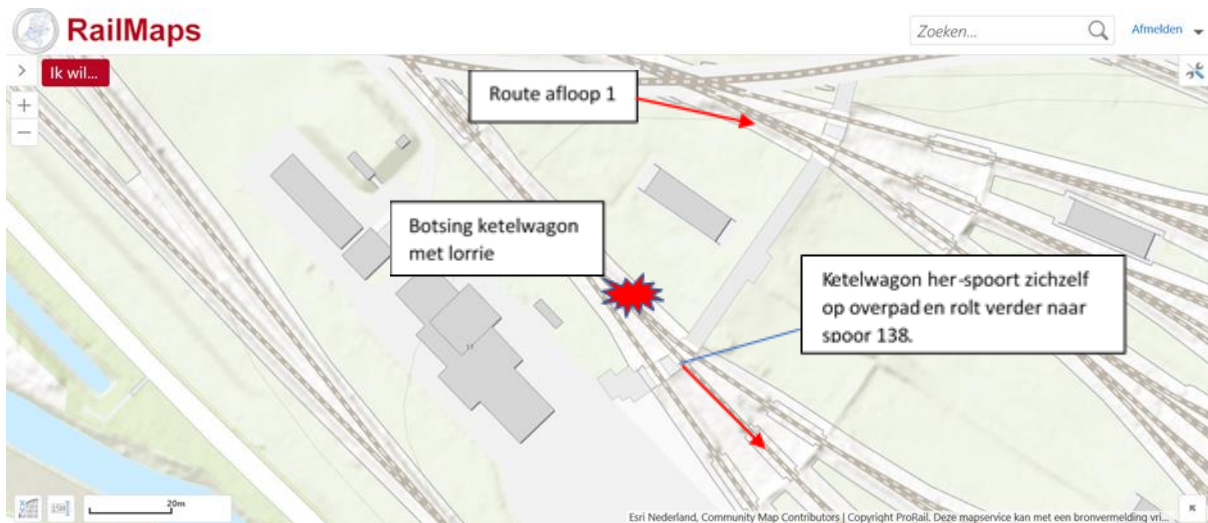 RailMaps
Zoeken...
Afmelden
Ik wil...
Route afloop 1
Botsing ketelwagon
met lorrie
Ketelwagon her-spoort zichzelf
op overpad en rolt verder naar
spoor 138.
20m
Esri Nederland, Community Map Contributors | Copyright ProRail. Deze mapservice kan met een bronvermelding vri...